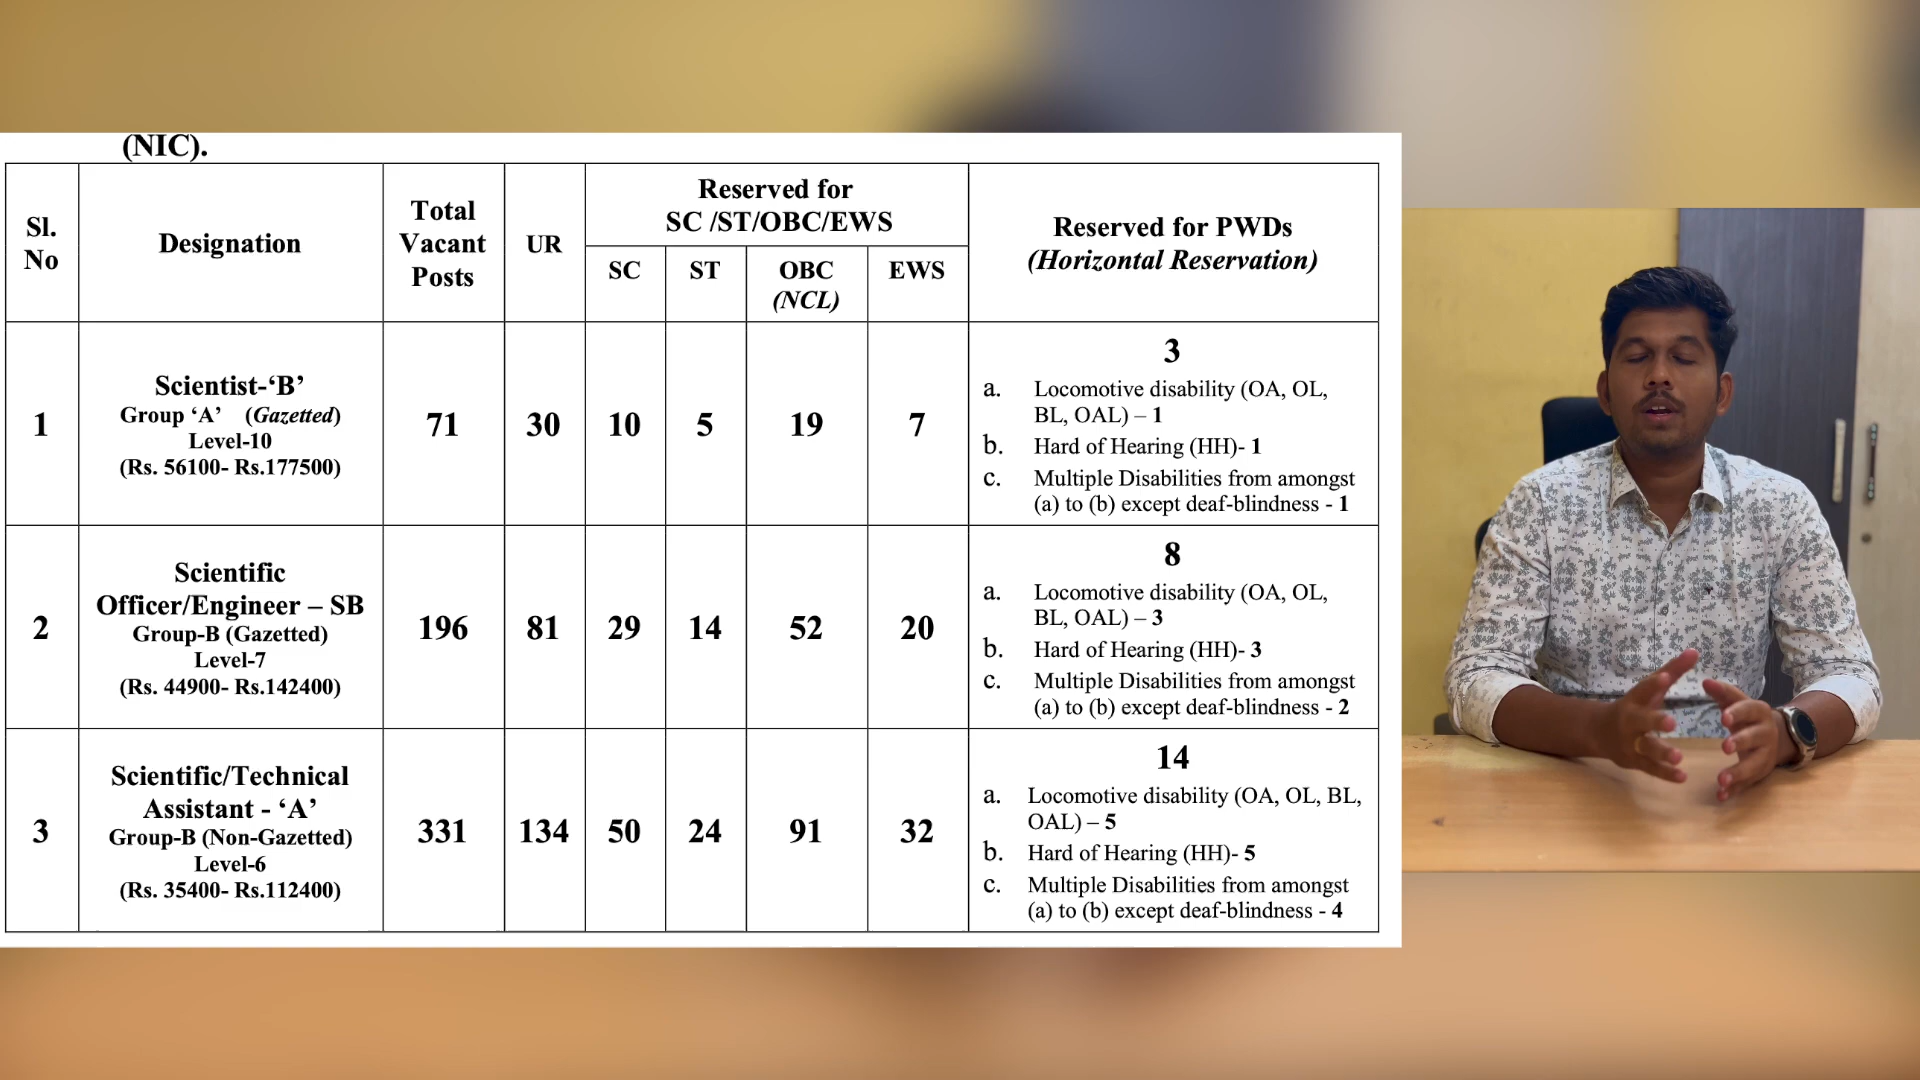 (NIC).
Sl.
No
Designation
Total
Vacant
Posts
UR
Reserved for
SC /ST/OBC/EWS
SC
ST
OBC
(NCL)
EWS
Reserved for PWDs
(Horizontal Reservation)
1
Scientist-‘B’
Group ‘A’ (Gazetted)
Level-10
(Rs. 56100- Rs.177500)
71
30
10
5
19
7
3
a. Locomotive disability (OA, OL,
BL, OAL) – 1
b. Hard of Hearing (HH)- 1
c. Multiple Disabilities from amongst
(a) to (b) except deaf-blindness - 1
2
Scientific
Officer/Engineer – SB
Group-B (Gazetted)
Level-7
(Rs. 44900- Rs.142400)
196
81
29
14
52
20
8
a. Locomotive disability (OA, OL,
BL, OAL) – 3
b. Hard of Hearing (HH)- 3
c. Multiple Disabilities from amongst
(a) to (b) except deaf-blindness - 2
3
Scientific/Technical
Assistant - ‘A’
Group-B (Non-Gazetted)
Level-6
(Rs. 35400- Rs.112400)
331
134
50
24
91
32
14
a. Locomotive disability (OA, OL, BL,
OAL) – 5
b. Hard of Hearing (HH)- 5
c. Multiple Disabilities from amongst
(a) to (b) except deaf-blindness - 4